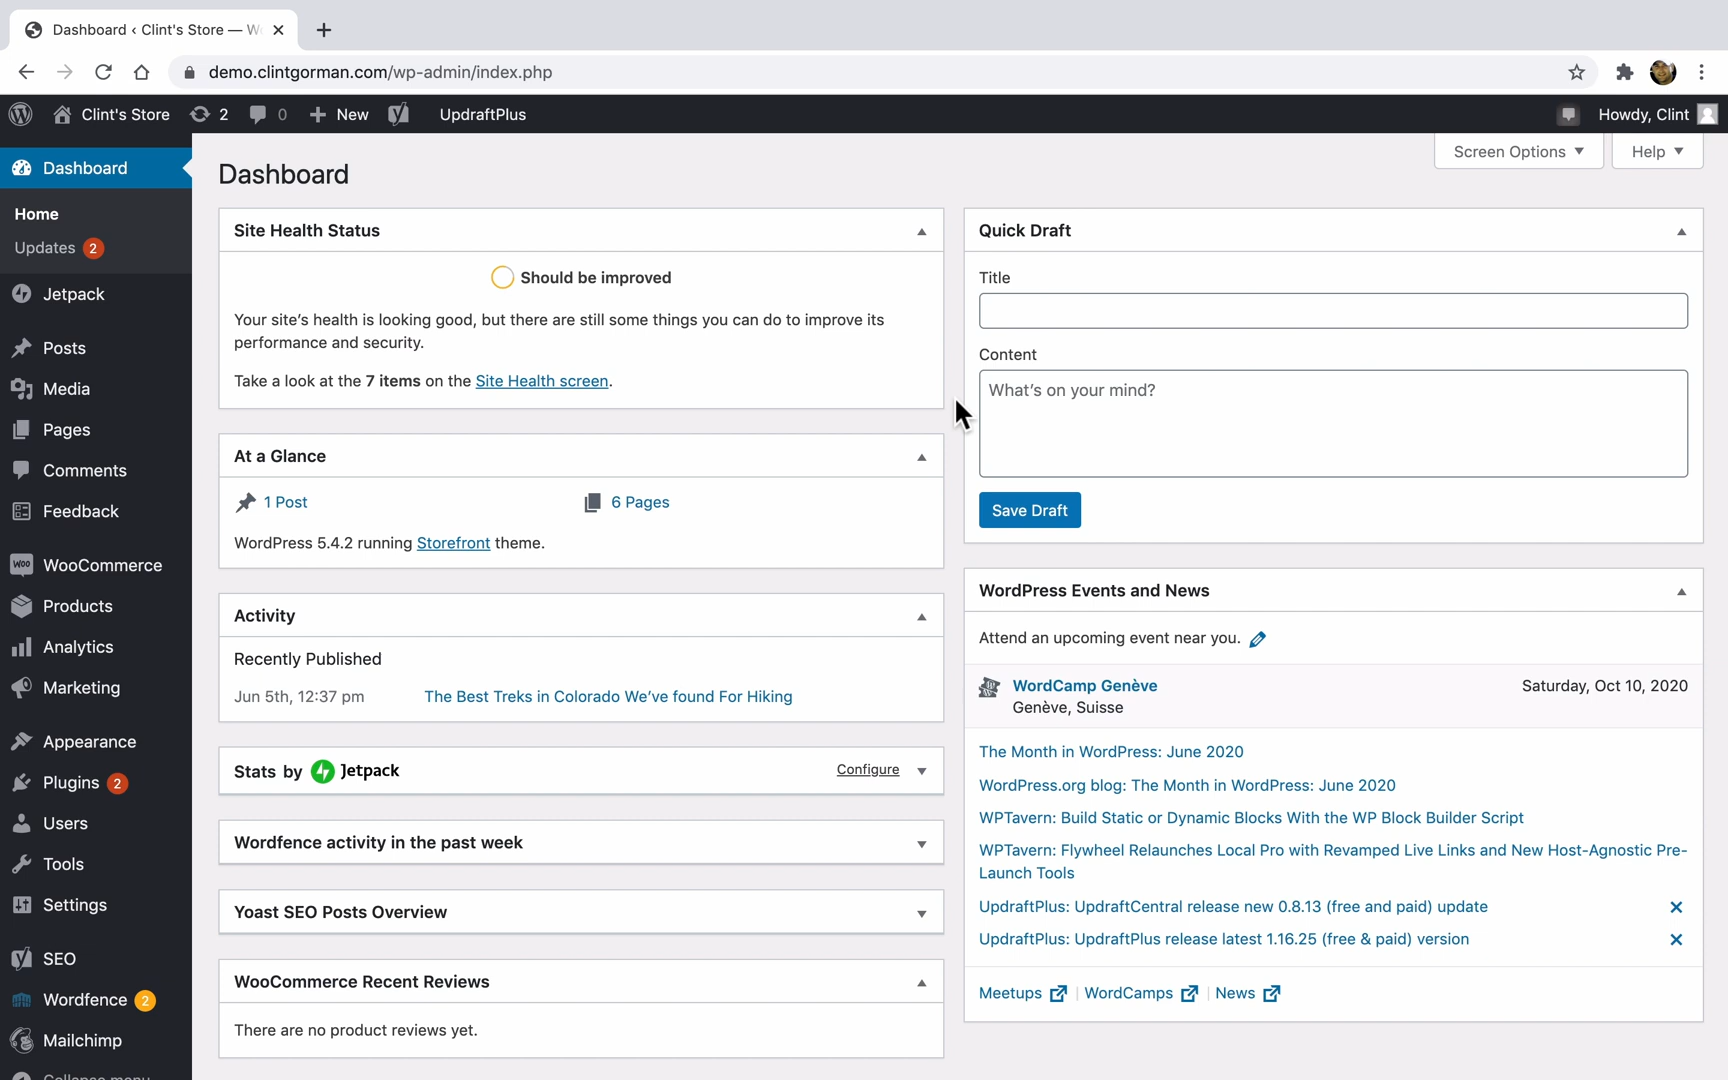 Dashboard ‹ Clint's Store — W
demo.clintgorman.com/wp-admin/index.php
Clint's Store 2 0 New UpdraftPlus Howdy, Clint
Screen Options Help
Dashboard
Home
Updates 2
Jetpack
Posts
Media
Pages
Comments
Feedback
WooCommerce
Products
Analytics
Marketing
Appearance
Plugins 2
Users
Tools
Settings
SEO
Wordfence 2
Mailchimp
Collapse menu
Dashboard
Site Health Status
Should be improved
Your site's health is looking good, but there are still some things you can do to improve its
performance and security.
Take a look at the 7 items on the Site Health screen.
At a Glance
1 Post 6 Pages
WordPress 5.4.2 running Storefront theme.
Activity
Recently Published
Jun 5th, 12:37 pm The Best Treks in Colorado We've found For Hiking
Stats by Jetpack Configure
Wordfence activity in the past week
Yoast SEO Posts Overview
WooCommerce Recent Reviews
There are no product reviews yet.
Quick Draft
Title
Content
What's on your mind?
Save Draft
WordPress Events and News
Attend an upcoming event near you.
WordCamp Genève Saturday, Oct 10, 2020
Genève, Suisse
The Month in WordPress: June 2020
WordPress.org blog: The Month in WordPress: June 2020
WPTavern: Build Static or Dynamic Blocks With the WP Block Builder Script
WPTavern: Flywheel Relaunches Local Pro with Revamped Live Links and New Host-Agnostic Pre-
Launch Tools
UpdraftPlus: UpdraftCentral release new 0.8.13 (free and paid) update
UpdraftPlus: UpdraftPlus release latest 1.16.25 (free & paid) version
Meetups WordCamps News